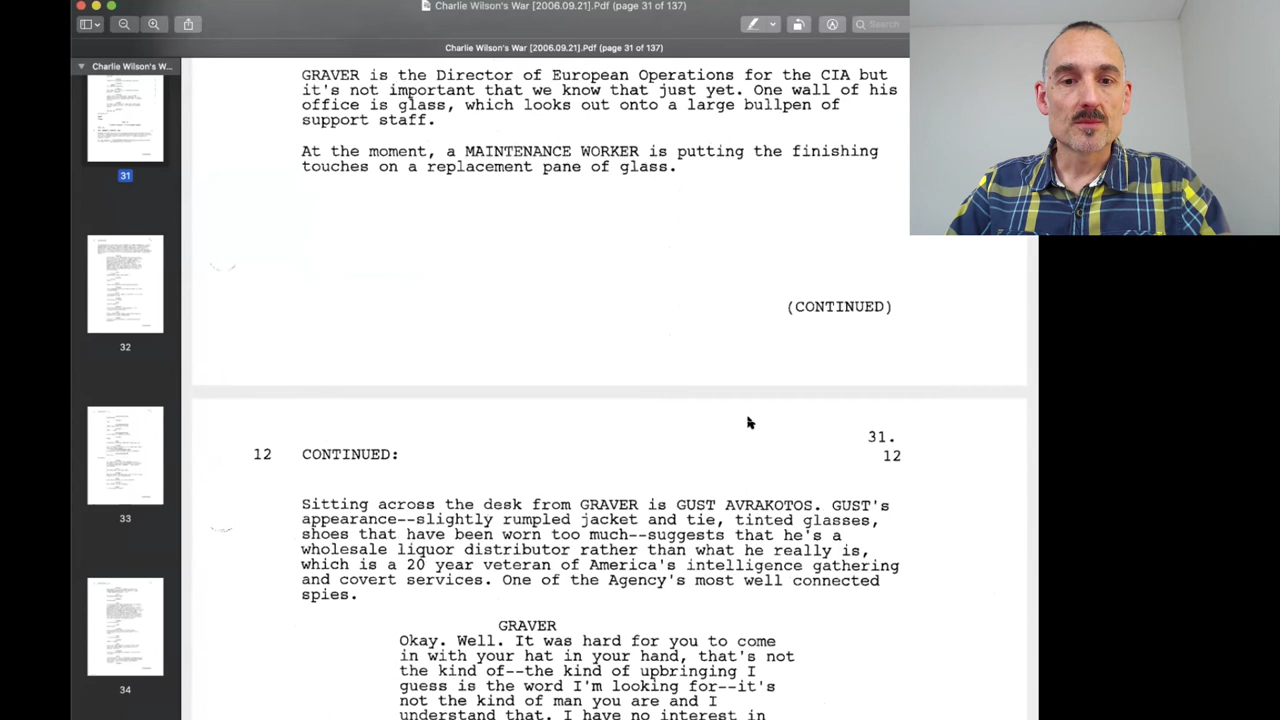 Charlie Wilson's War [2006.09.21].Pdf (page 31 of 137)
Search
Charlie Wilson's War [2006.09.21].Pdf (page 31 of 137)
Charlie Wilson's W...
31
32
33
34
GRAVER is the Director of European Operations for the CIA but
it's not important that we know that just yet. One wall of his
office is glass, which looks out onto a large bullpen of
support staff.
At the moment, a MAINTENANCE WORKER is putting the finishing
touches on a replacement pane of glass.
(CONTINUED)
31.
12 CONTINUED: 12
Sitting across the desk from GRAVER is GUST AVRAKOTOS. GUST's
appearance--slightly rumpled jacket and tie, tinted glasses,
shoes that have been worn too much--suggests that he's a
wholesale liquor distributor rather than what he really is,
which is a 20 year veteran of America's intelligence gathering
and covert services. One of the Agency's most well connected
spies.
GRAVER
Okay. Well. It was hard for you to come
in with your hat in your hand, that's not
the kind of--the kind of upbringing I
guess is the word I'm looking for--it's
not the kind of man you are and I
understand that. I have no interest in